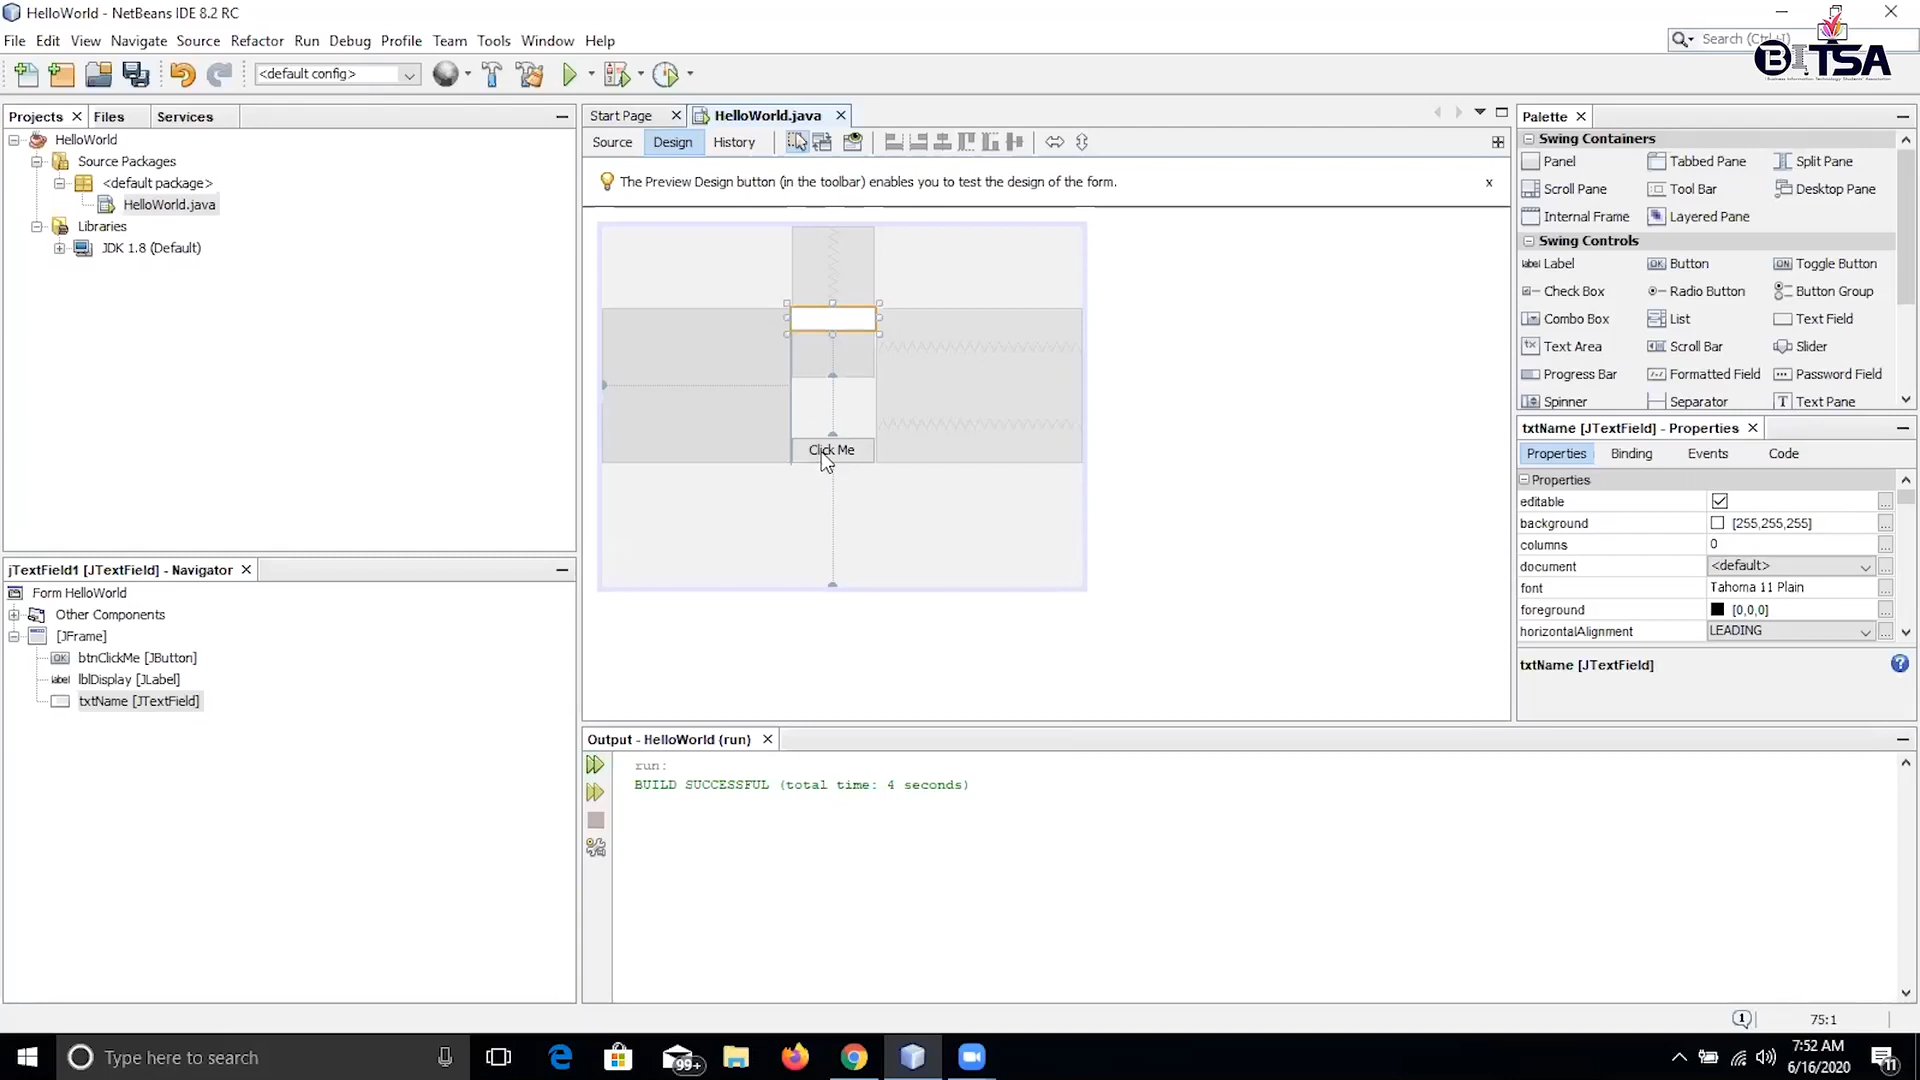 HelloWorld - NetBeans IDE 8.2 RC
File Edit View Navigate Source Refactor Run Debug Profile Team Tools Window Help
Search (Ctrl+I)
BITSA
<default config>
Projects Files Services
HelloWorld
Source Packages
<default package>
HelloWorld.java
Libraries
JDK 1.8 (Default)
jTextField1 [JTextField] - Navigator
Form HelloWorld
Other Components
[JFrame]
OK btnClickMe [JButton]
label lblDisplay [JLabel]
txtName [JTextField]
Start Page HelloWorld.java
Source Design History
The Preview Design button (in the toolbar) enables you to test the design of the form. x
Click Me
Output - HelloWorld (run)
run:
BUILD SUCCESSFUL (total time: 4 seconds)
Palette
Swing Containers
Panel Tabbed Pane Split Pane
Scroll Pane Tool Bar Desktop Pane
Internal Frame Layered Pane
Swing Controls
label Label OK Button ON Toggle Button
Check Box Radio Button Button Group
Combo Box List Text Field
Text Area Scroll Bar Slider
Progress Bar Formatted Field Password Field
Spinner Separator T Text Pane
txtName [JTextField] - Properties
Properties Binding Events Code
Properties
editable
background [255,255,255]
columns 0
document <default>
font Tahoma 11 Plain
foreground [0,0,0]
horizontalAlignment LEADING
txtName [JTextField]
1 75:1
Type here to search
99+
7:52 AM
6/16/2020
11